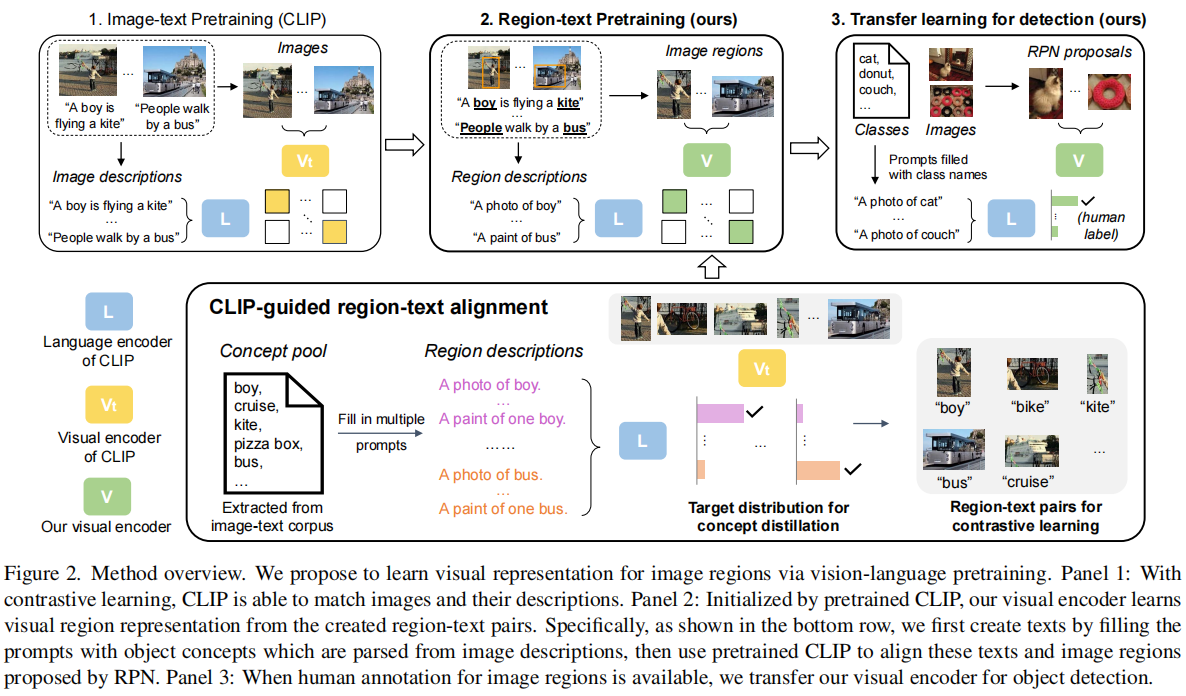 1. Image-text Pretraining (CLIP)
Images
...
"A boy is
flying a kite"
"People walk
by a bus"
...
Vt
Image descriptions
"A boy is flying a kite"
...
"People walk by a bus"
L
...
...
2. Region-text Pretraining (ours)
Image regions
...
"A boy is flying a kite"
...
"People walk by a bus"
...
V
Region descriptions
"A photo of boy"
...
"A paint of bus"
L
...
...
3. Transfer learning for detection (ours)
cat,
donut,
couch,
...
RPN proposals
...
Classes
Images
Prompts filled
with class names
V
"A photo of cat"
...
"A photo of couch"
L
(human
label)
L
Language encoder
of CLIP
Vt
Visual encoder
of CLIP
V
Our visual encoder
CLIP-guided region-text alignment
Concept pool
boy,
cruise,
kite,
pizza box,
bus,
...
Extracted from
image-text corpus
Fill in multiple
prompts
Region descriptions
A photo of boy.
...
A paint of one boy.
......
A photo of bus.
...
A paint of one bus.
L
...
Vt
...
Target distribution for
concept distillation
"boy"
"bike"
"kite"
"bus"
"cruise"
...
Region-text pairs for
contrastive learning
Figure 2. Method overview. We propose to learn visual representation for image regions via vision-language pretraining. Panel 1: With
contrastive learning, CLIP is able to match images and their descriptions. Panel 2: Initialized by pretrained CLIP, our visual encoder learns
visual region representation from the created region-text pairs. Specifically, as shown in the bottom row, we first create texts by filling the
prompts with object concepts which are parsed from image descriptions, then use pretrained CLIP to align these texts and image regions
proposed by RPN. Panel 3: When human annotation for image regions is available, we transfer our visual encoder for object detection.